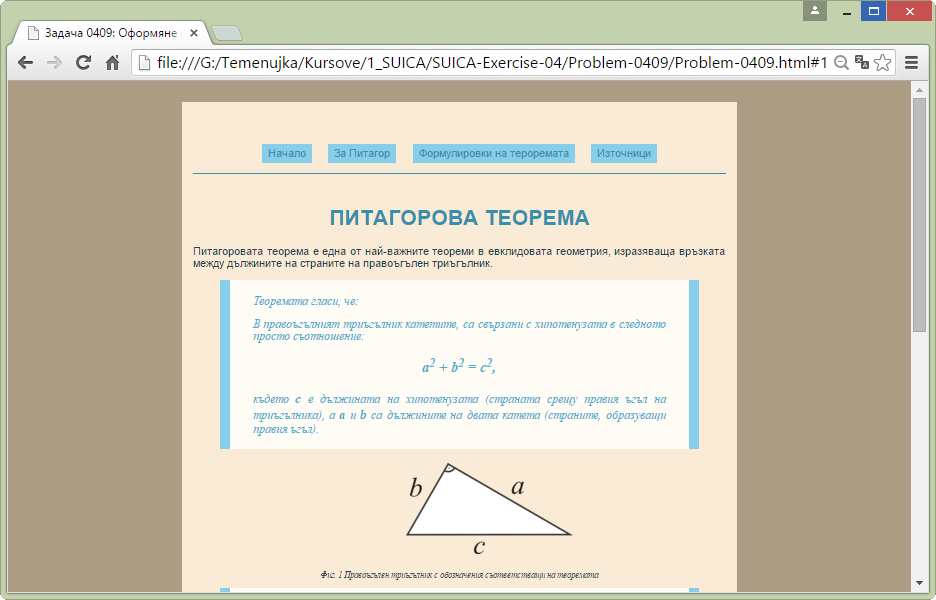 Задача 0409: Оформяне
file:///G:/Temenujka/Kursove/1_SUICA/SUICA-Exercise-04/Problem-0409/Problem-0409.html#1
Начало За Питагор Формулировки на тероремата Източници
ПИТАГОРОВА ТЕОРЕМА
Питагоровата теорема е една от най-важните теореми в евклидовата геометрия, изразяваща връзката
между дължините на страните на правоъгълен триъгълник.
Теоремата гласи, че:
В правоъгълният триъгълник катетите, са свързани с хипотенузата в следното
просто съотношение:
a² + b² = c²,
където c е дължината на хипотенузата (страната срещу правия ъгъл на
триъгълника), а a и b са дължините на двата катета (страните, образуващи
правия ъгъл).
b a
c
Фиг. 1 Правоъгълен триъгълник с обозначения съответстващи на теоремата